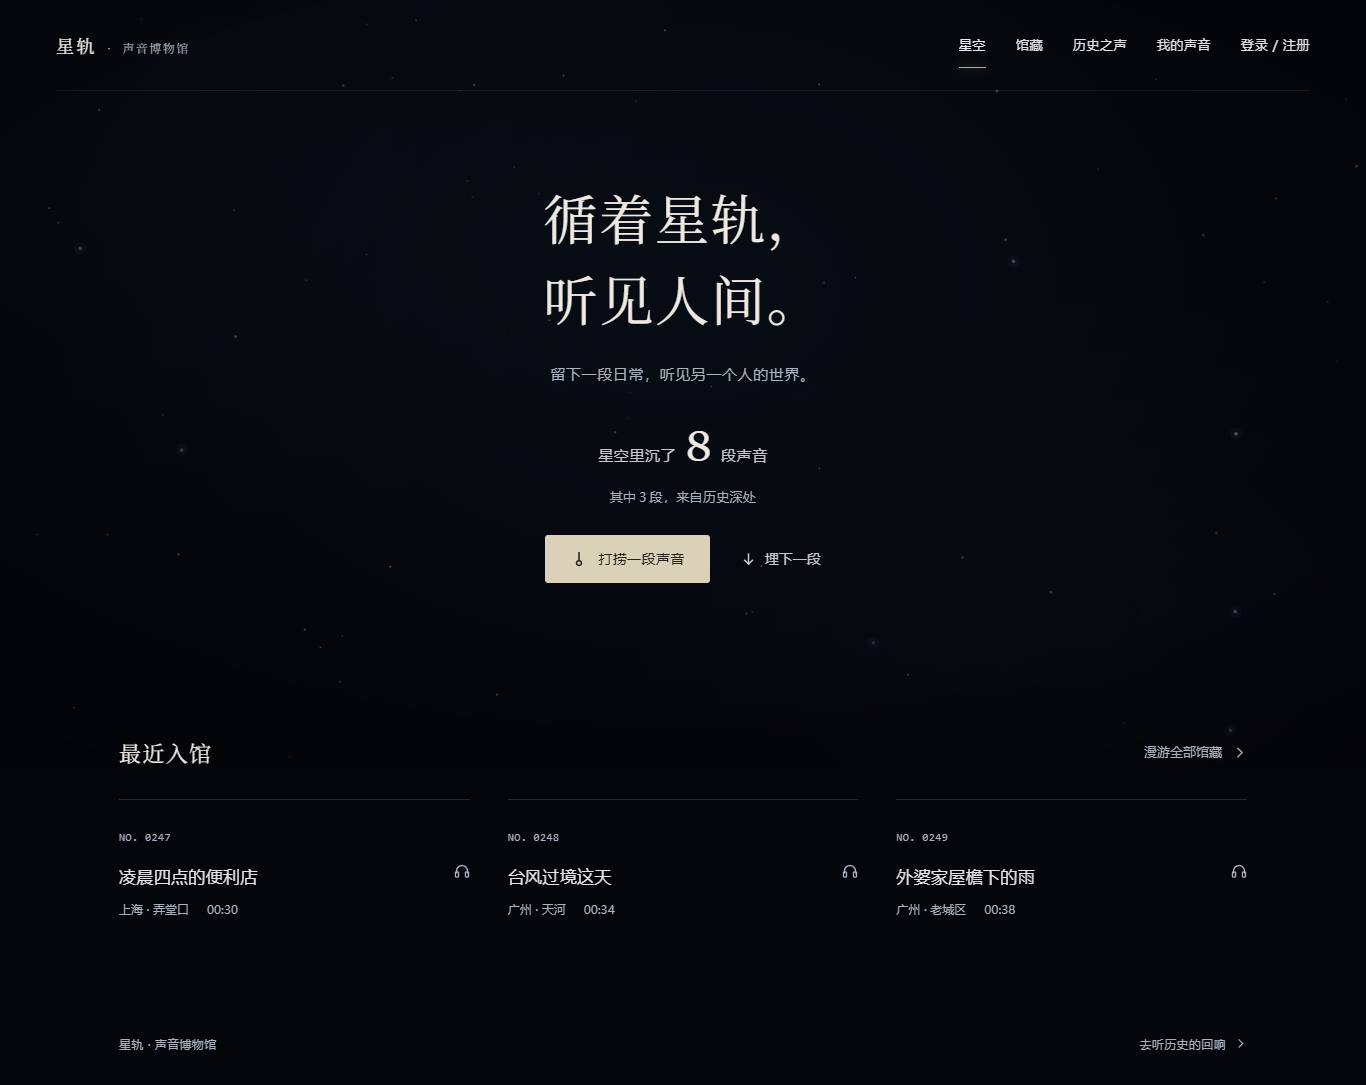 星轨 · 声音博物馆
星空 馆藏 历史之声 我的声音 登录 / 注册
循着星轨，
听见人间。
留下一段日常，听见另一个人的世界。
星空里沉了 8 段声音
其中 3 段，来自历史深处
打捞一段声音 埋下一段
最近入馆 漫游全部馆藏
NO. 0247
凌晨四点的便利店
上海 · 弄堂口 00:30
NO. 0248
台风过境这天
广州 · 天河 00:34
NO. 0249
外婆家屋檐下的雨
广州 · 老城区 00:38
星轨 · 声音博物馆 去听历史的回响